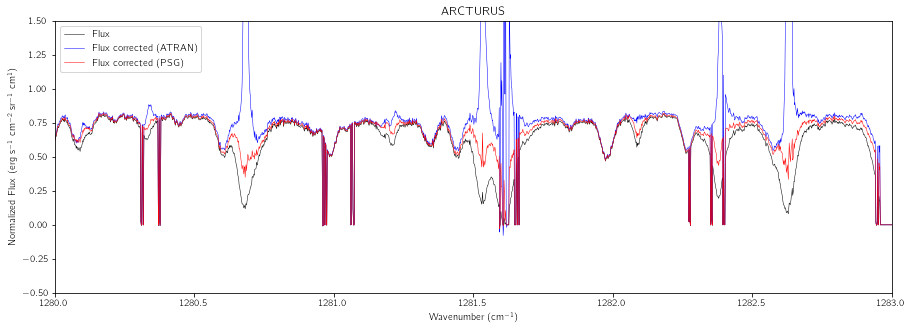 ARCTURUS
Flux
Flux corrected (ATRAN)
Flux corrected (PSG)
Normalized Flux (erg s⁻¹ cm⁻² sr⁻¹ cm¹)
1.50
1.25
1.00
0.75
0.50
0.25
0.00
−0.25
−0.50
1280.0 1280.5 1281.0 1281.5 1282.0 1282.5 1283.0
Wavenumber (cm⁻¹)